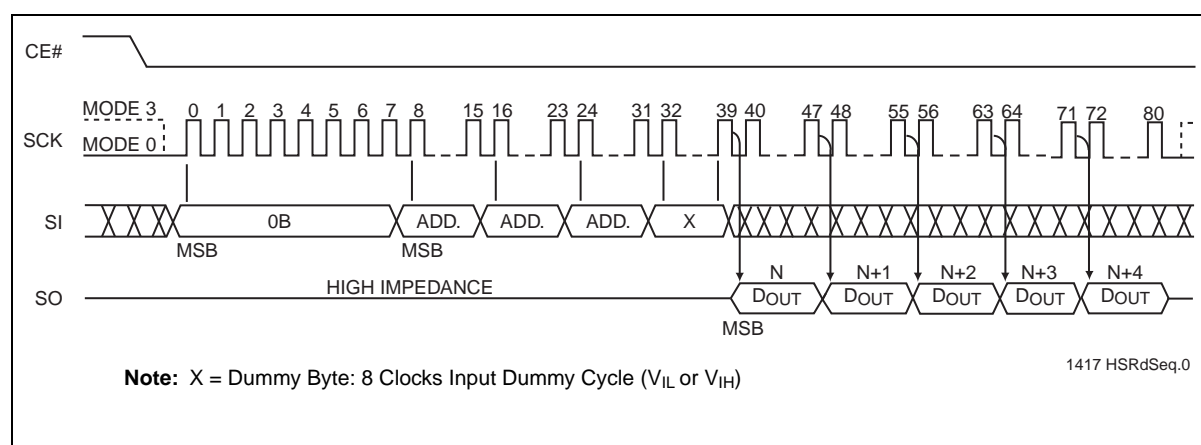 CE#
MODE 3
0 1 2 3 4 5 6 7 8 15 16 23 24 31 32 39 40 47 48 55 56 63 64 71 72 80
SCK
MODE 0
SI
0B ADD. ADD. ADD. X
MSB MSB
N N+1 N+2 N+3 N+4
SO
HIGH IMPEDANCE
DOUT DOUT DOUT DOUT DOUT
MSB
1417 HSRdSeq.0
Note: X = Dummy Byte: 8 Clocks Input Dummy Cycle (VIL or VIH)